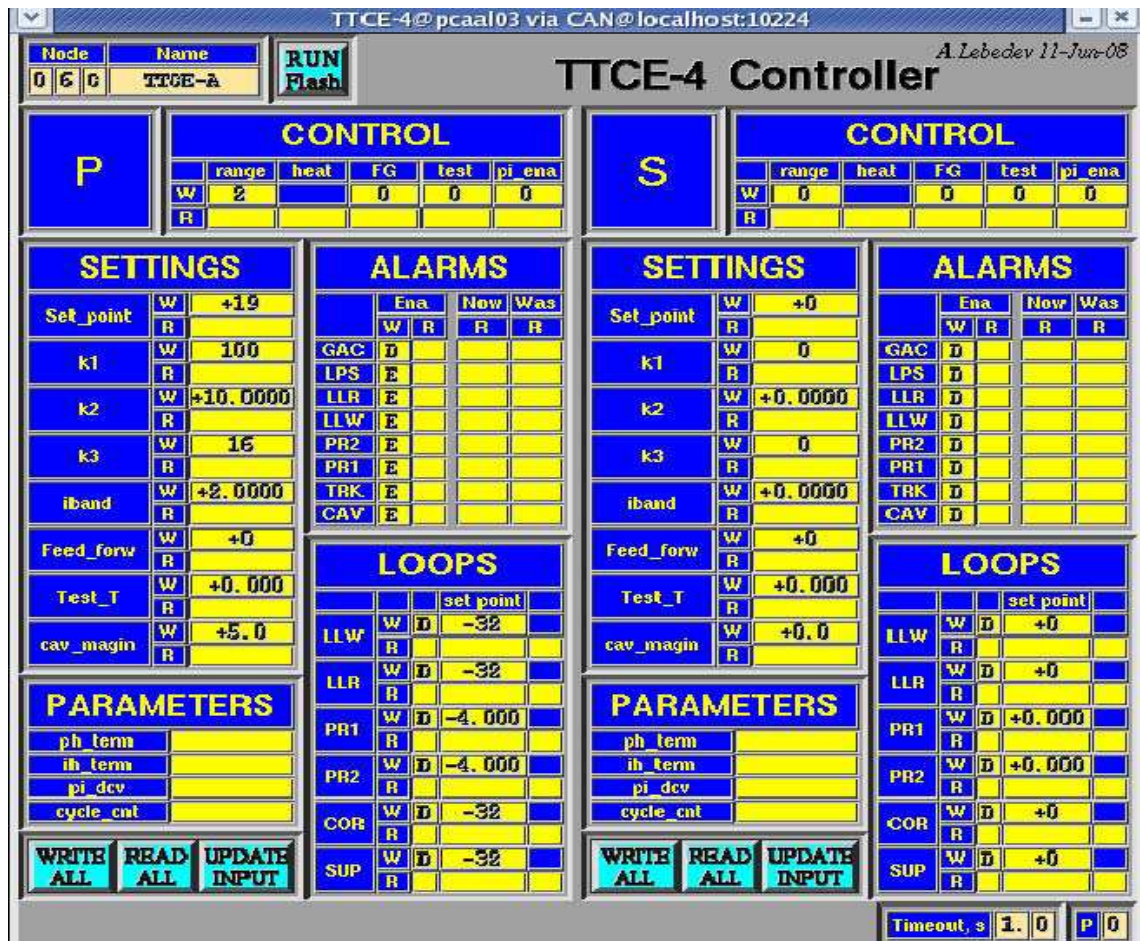 TTCE-4@pcaal03 via CAN@localhost:10224
A.Lebedev 11-Jun-08
Node Name
0 6 C TTCE-A
RUN Flash
TTCE-4 Controller
P
CONTROL
range heat FG test pi_ena
W 2 0 0 0
R
S
CONTROL
range heat FG test pi_ena
W 0 0 0 0
R
SETTINGS
Set_point W +19
R
k1 W 100
R
k2 W +10.0000
R
k3 W 16
R
iband W +2.0000
R
Feed_forw W +0
R
Test_T W +0.000
R
cav_magin W +5.0
R
PARAMETERS
ph_term
ih_term
pi_dcv
cycle_cnt
WRITE ALL READ ALL UPDATE INPUT
ALARMS
Ena Now Was
W R R R
GAC D
LPS E
LLR E
LLW E
PR2 E
PR1 E
TRK E
CAV E
LOOPS
set point
LLW W D -32
R
LLR W D -32
R
PR1 W D -4.000
R
PR2 W D -4.000
R
COR W D -32
R
SUP W D -32
R
SETTINGS
Set_point W +0
R
k1 W 0
R
k2 W +0.0000
R
k3 W 0
R
iband W +0.0000
R
Feed_forw W +0
R
Test_T W +0.000
R
cav_magin W +0.0
R
PARAMETERS
ph_term
ih_term
pi_dcv
cycle_cnt
WRITE ALL READ ALL UPDATE INPUT
ALARMS
Ena Now Was
W R R R
GAC D
LPS D
LLR D
LLW D
PR2 D
PR1 D
TRK D
CAV D
LOOPS
set point
LLW W D +0
R
LLR W D +0
R
PR1 W D +0.000
R
PR2 W D +0.000
R
COR W D +0
R
SUP W D +0
R
Timeout, s 1. 0 P 0